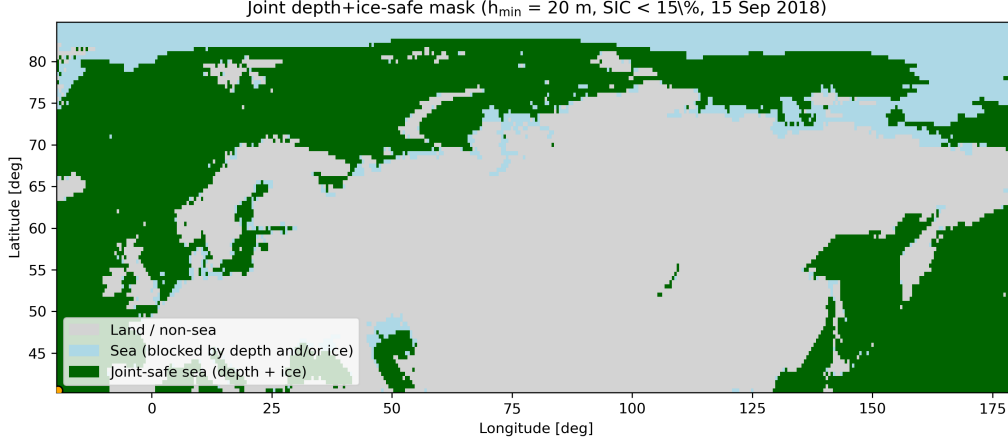 Joint depth+ice-safe mask (hmin = 20 m, SIC < 15\%, 15 Sep 2018)
Latitude [deg]
80
75
70
65
60
55
50
45
Land / non-sea
Sea (blocked by depth and/or ice)
Joint-safe sea (depth + ice)
0 25 50 75 100 125 150 175
Longitude [deg]